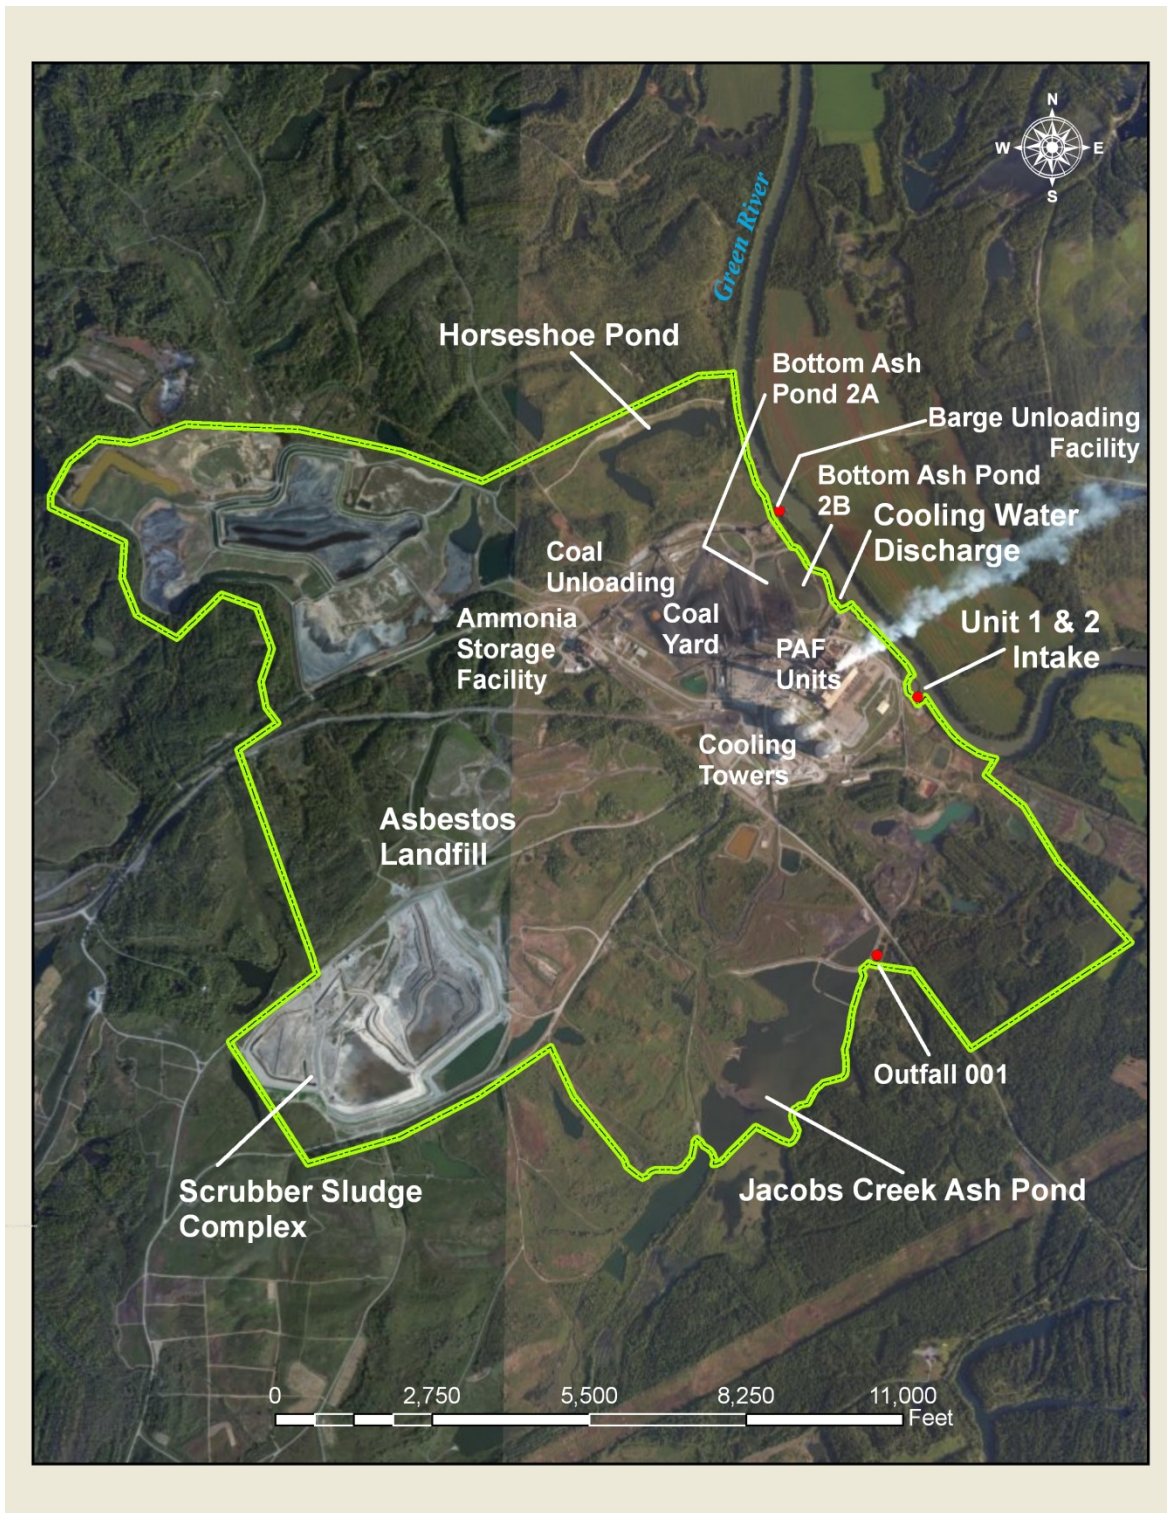 N
W E
S
Green River
Horseshoe Pond
Bottom Ash
Pond 2A
Barge Unloading
Facility
Bottom Ash Pond
2B
Cooling Water
Discharge
Coal
Unloading
Ammonia
Storage
Facility
Coal
Yard
PAF
Units
Unit 1 & 2
Intake
Cooling
Towers
Asbestos
Landfill
Outfall 001
Scrubber Sludge
Complex
Jacobs Creek Ash Pond
0 2,750 5,500 8,250 11,000
Feet